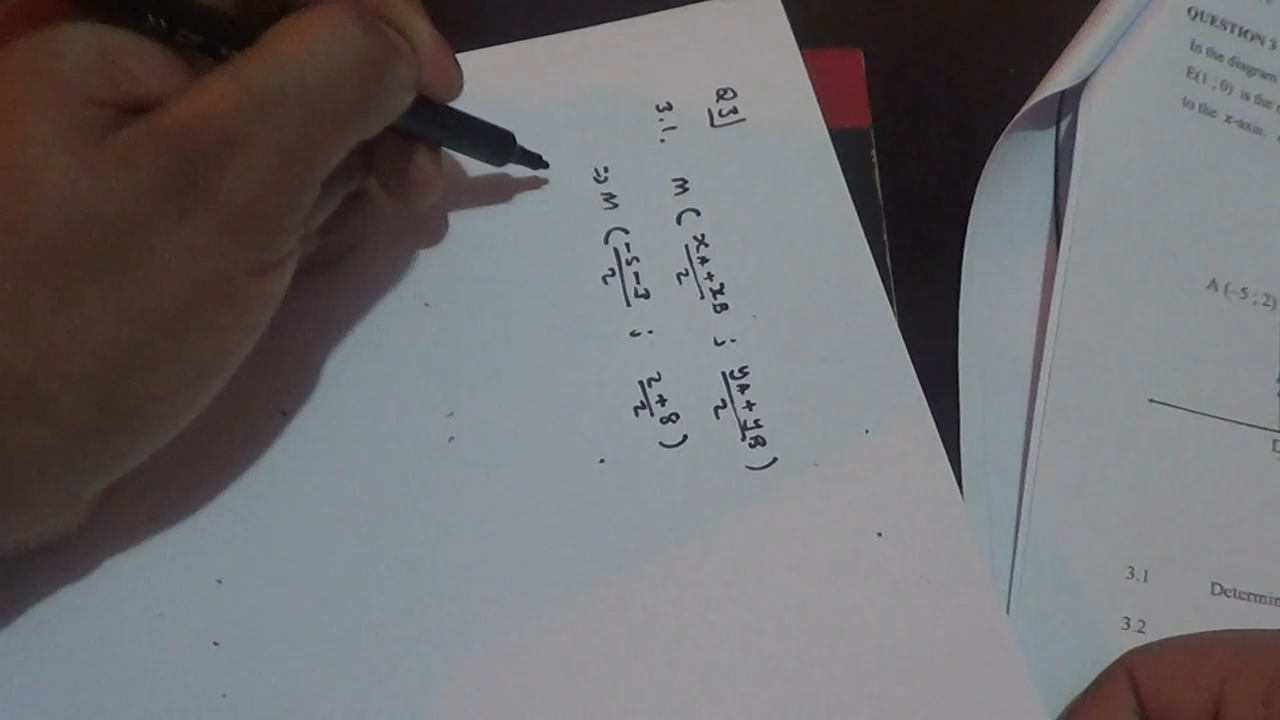 Q3
3.1. M ( xA + xB / 2 ; yA + yB / 2 )
⇒ M ( -5 - 3 / 2 ; 2 + 8 / 2 )
QUESTION 3
In the diagram
E(1 ; 0) is the
to the x-axis.
A (-5 ; 2)
3.1
3.2